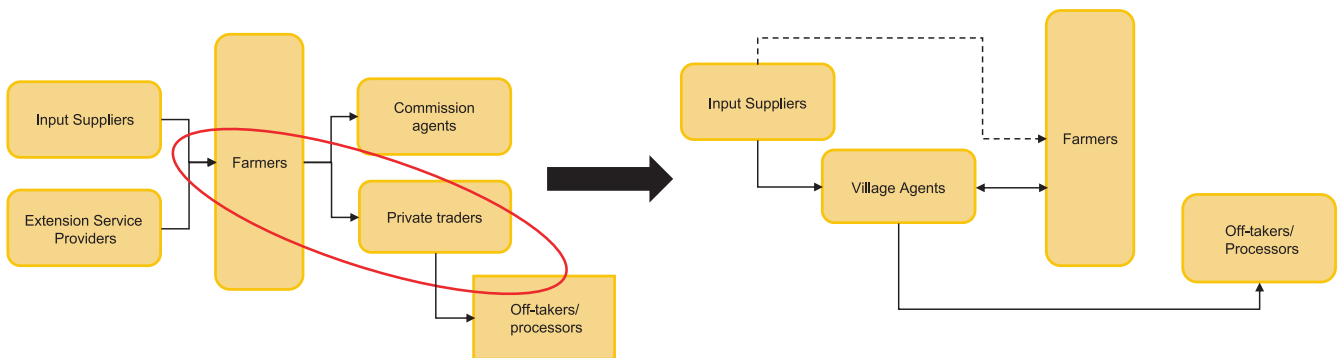 Input Suppliers
Extension Service
Providers
Farmers
Commission
agents
Private traders
Off-takers/
processors
Input Suppliers
Village Agents
Farmers
Off-takers/
Processors